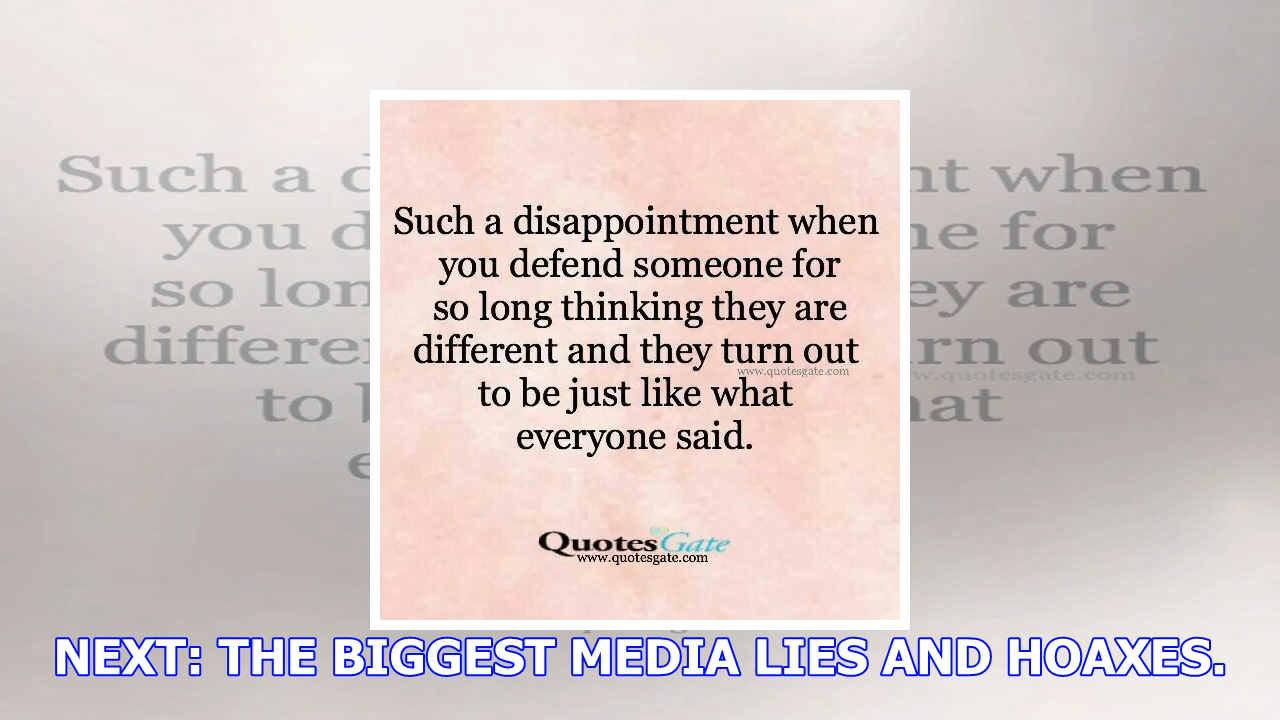 Such a disappointment when
you defend someone for
so long thinking they are
different and they turn out
www.quotesgate.com
to be just like what
everyone said.
QuotesGate
www.quotesgate.com
NEXT: THE BIGGEST MEDIA LIES AND HOAXES.